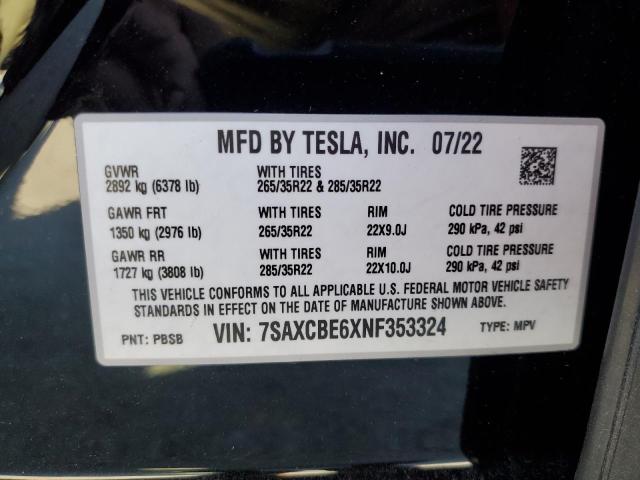 MFD BY TESLA, INC. 07/22
GVWR WITH TIRES
2892 kg (6378 lb) 265/35R22 & 285/35R22
GAWR FRT WITH TIRES RIM COLD TIRE PRESSURE
1350 kg (2976 lb) 265/35R22 22X9.0J 290 kPa, 42 psi
GAWR RR WITH TIRES RIM COLD TIRE PRESSURE
1727 kg (3808 lb) 285/35R22 22X10.0J 290 kPa, 42 psi
THIS VEHICLE CONFORMS TO ALL APPLICABLE U.S. FEDERAL MOTOR VEHICLE SAFETY
STANDARDS IN EFFECT ON THE DATE OF MANUFACTURE SHOWN ABOVE.
PNT: PBSB VIN: 7SAXCBE6XNF353324 TYPE: MPV